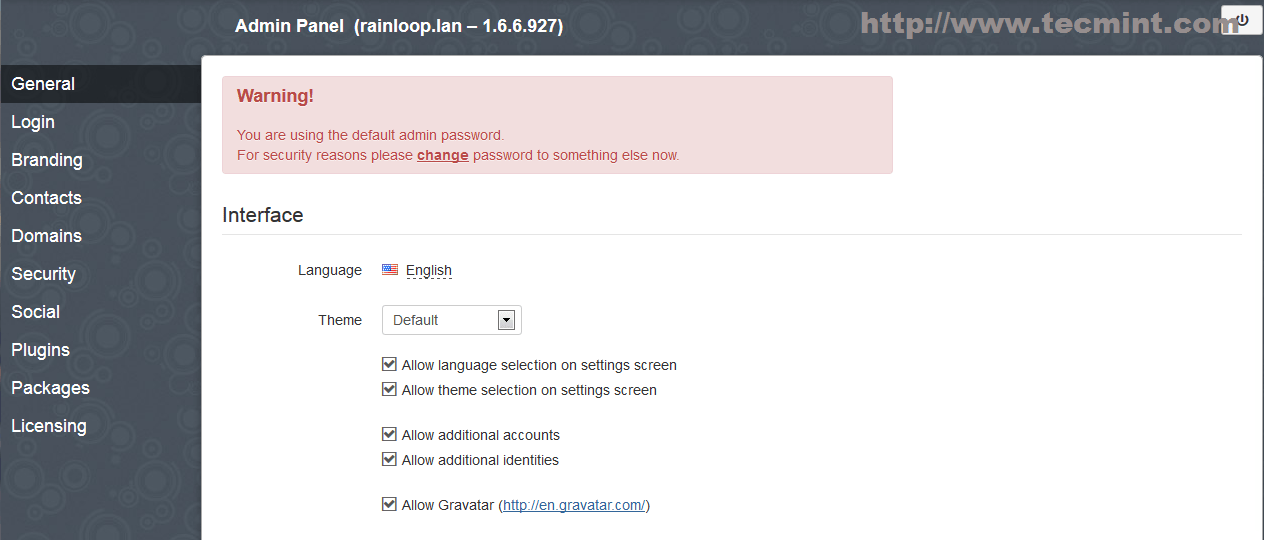 Admin Panel (rainloop.lan – 1.6.6.927)
http://www.tecmint.com
General
Login
Branding
Contacts
Domains
Security
Social
Plugins
Packages
Licensing
Warning!
You are using the default admin password.
For security reasons please change password to something else now.
Interface
Language English
Theme Default
Allow language selection on settings screen
Allow theme selection on settings screen
Allow additional accounts
Allow additional identities
Allow Gravatar (http://en.gravatar.com/)